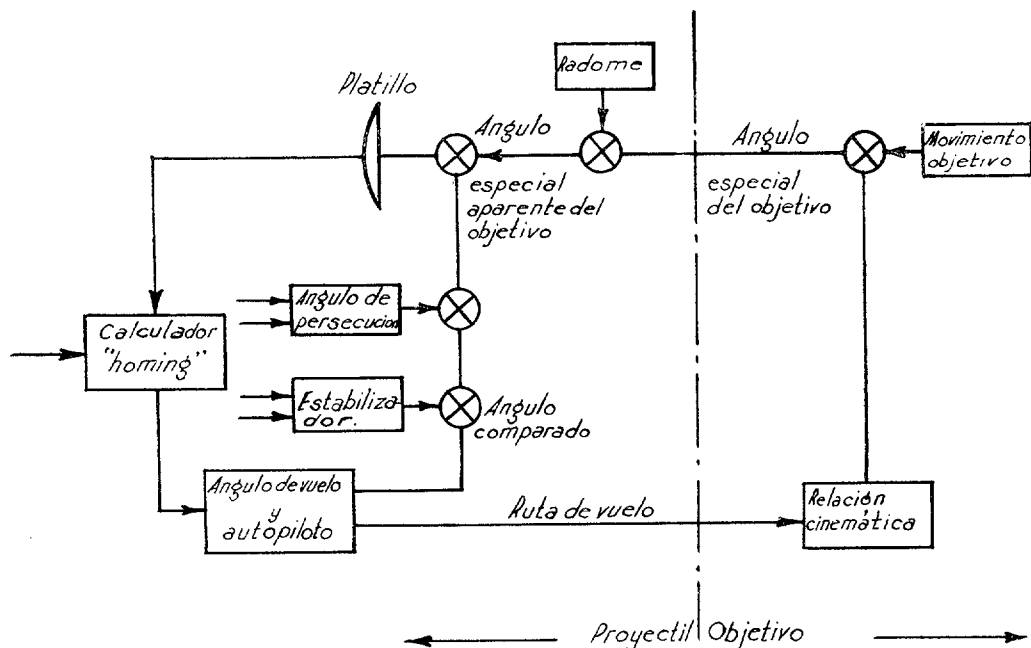 Radome
Platillo
Angulo
Angulo
Movimiento
objetivo
especial
aparente del
objetivo
especial
del objetivo
Angulo de
persecución
Calculador
"homing"
Estabiliza-
dor.
Angulo
comparado
Angulo de vuelo
y
autopiloto
Ruta de vuelo
Relación
cinemática
Proyectil Objetivo